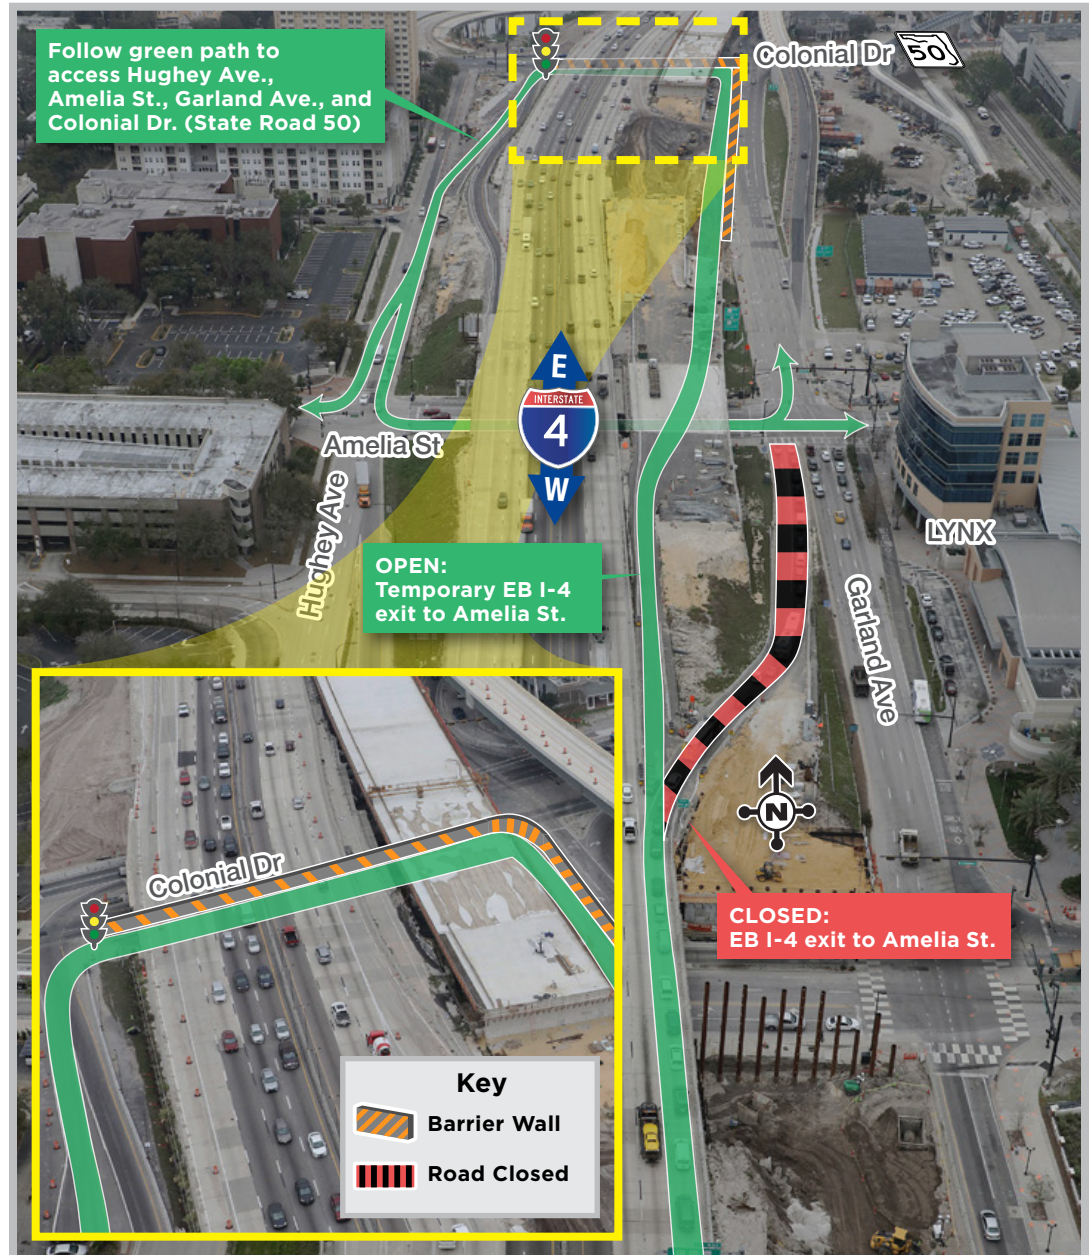 Follow green path to
access Hughey Ave.,
Amelia St., Garland Ave., and
Colonial Dr. (State Road 50)
Colonial Dr
50
E
INTERSTATE
4
W
Amelia St
Hughey Ave
LYNX
OPEN:
Temporary EB I-4
exit to Amelia St.
Garland Ave
N
CLOSED:
EB I-4 exit to Amelia St.
Colonial Dr
Key
Barrier Wall
Road Closed